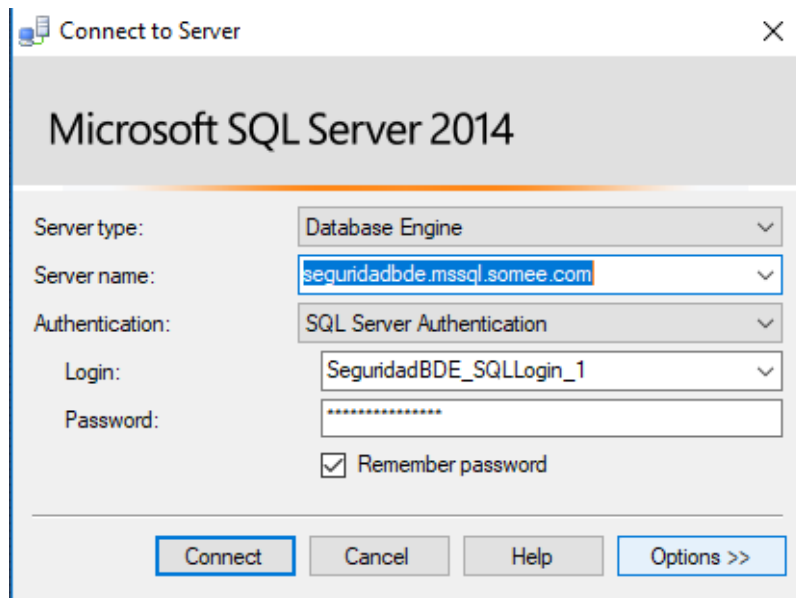 Connect to Server
Microsoft SQL Server 2014
Server type: Database Engine
Server name: seguridadbde.mssql.somee.com
Authentication: SQL Server Authentication
Login: SeguridadBDE_SQLLogin_1
Password: ***************
Remember password
Connect Cancel Help Options >>